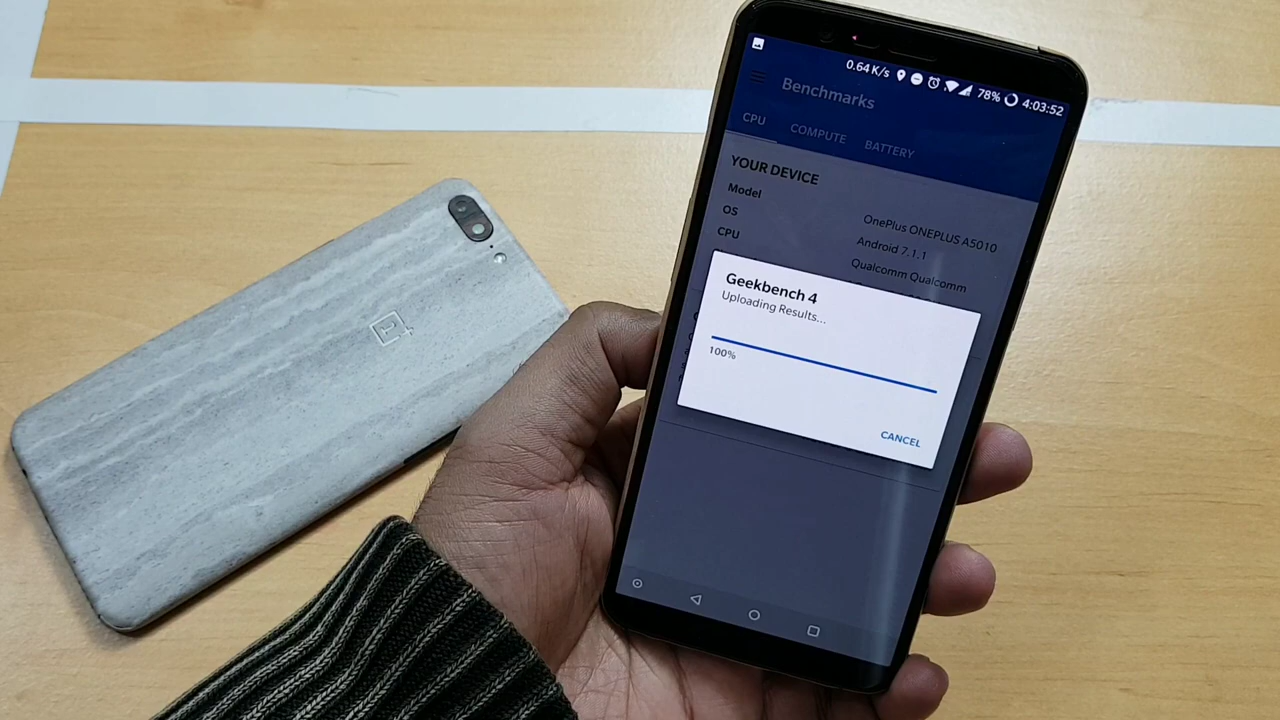 0.64 K/s 78% 4:03:52
Benchmarks
CPU COMPUTE BATTERY
YOUR DEVICE
Model OnePlus ONEPLUS A5010
OS Android 7.1.1
CPU Qualcomm Qualcomm
Geekbench 4
Uploading Results...
100%
CANCEL